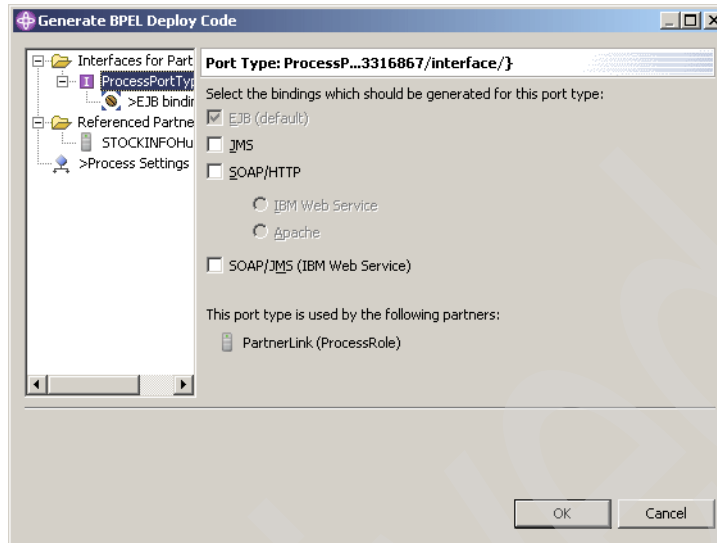 Generate BPEL Deploy Code
Interfaces for Part
ProcessPortTyp
>EJB bindin
Referenced Partne
STOCKINFOHu
>Process Settings
Port Type: ProcessP...3316867/interface/}
Select the bindings which should be generated for this port type:
EJB (default)
JMS
SOAP/HTTP
IBM Web Service
Apache
SOAP/JMS (IBM Web Service)
This port type is used by the following partners:
PartnerLink (ProcessRole)
OK
Cancel